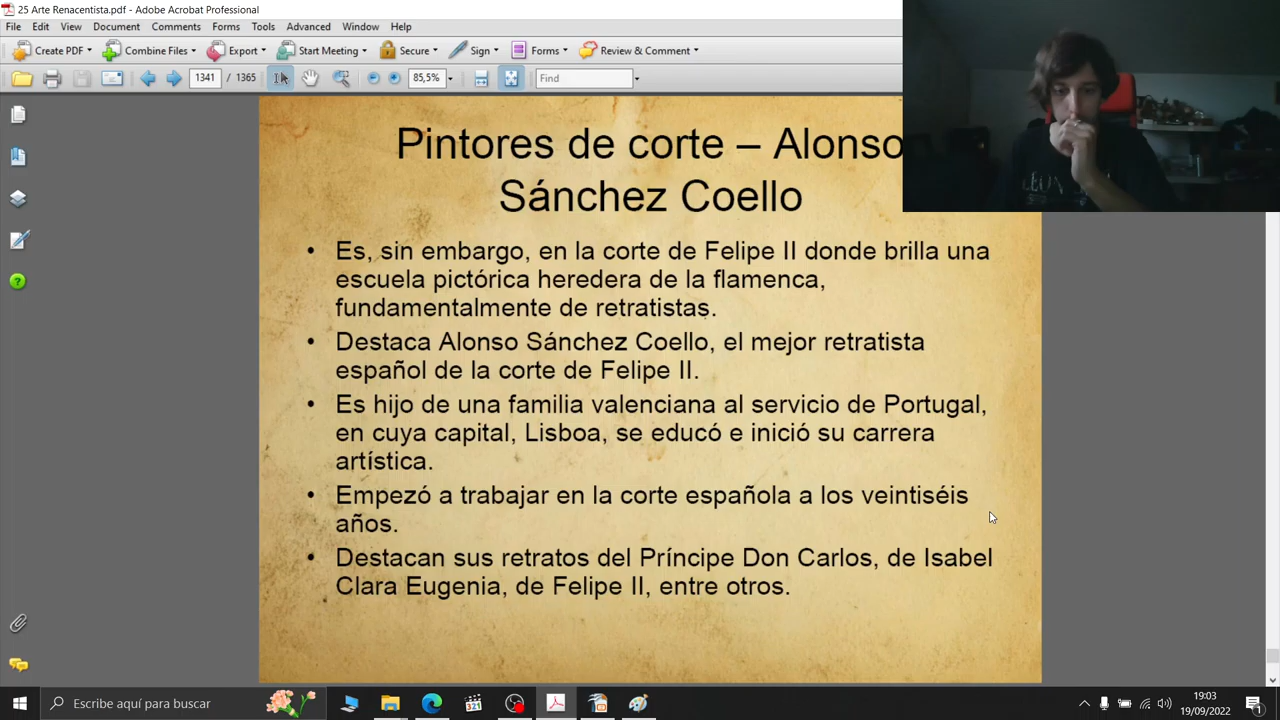 25 Arte Renacentista.pdf - Adobe Acrobat Professional
File Edit View Document Comments Forms Tools Advanced Window Help
Create PDF Combine Files Export Start Meeting Secure Sign Forms Review & Comment
1341 / 1365 85,5% Find
Pintores de corte – Alonso
Sánchez Coello
• Es, sin embargo, en la corte de Felipe II donde brilla una
escuela pictórica heredera de la flamenca,
fundamentalmente de retratistas.
• Destaca Alonso Sánchez Coello, el mejor retratista
español de la corte de Felipe II.
• Es hijo de una familia valenciana al servicio de Portugal,
en cuya capital, Lisboa, se educó e inició su carrera
artística.
• Empezó a trabajar en la corte española a los veintiséis
años.
• Destacan sus retratos del Príncipe Don Carlos, de Isabel
Clara Eugenia, de Felipe II, entre otros.
Escribe aquí para buscar
321
19:03
19/09/2022
1